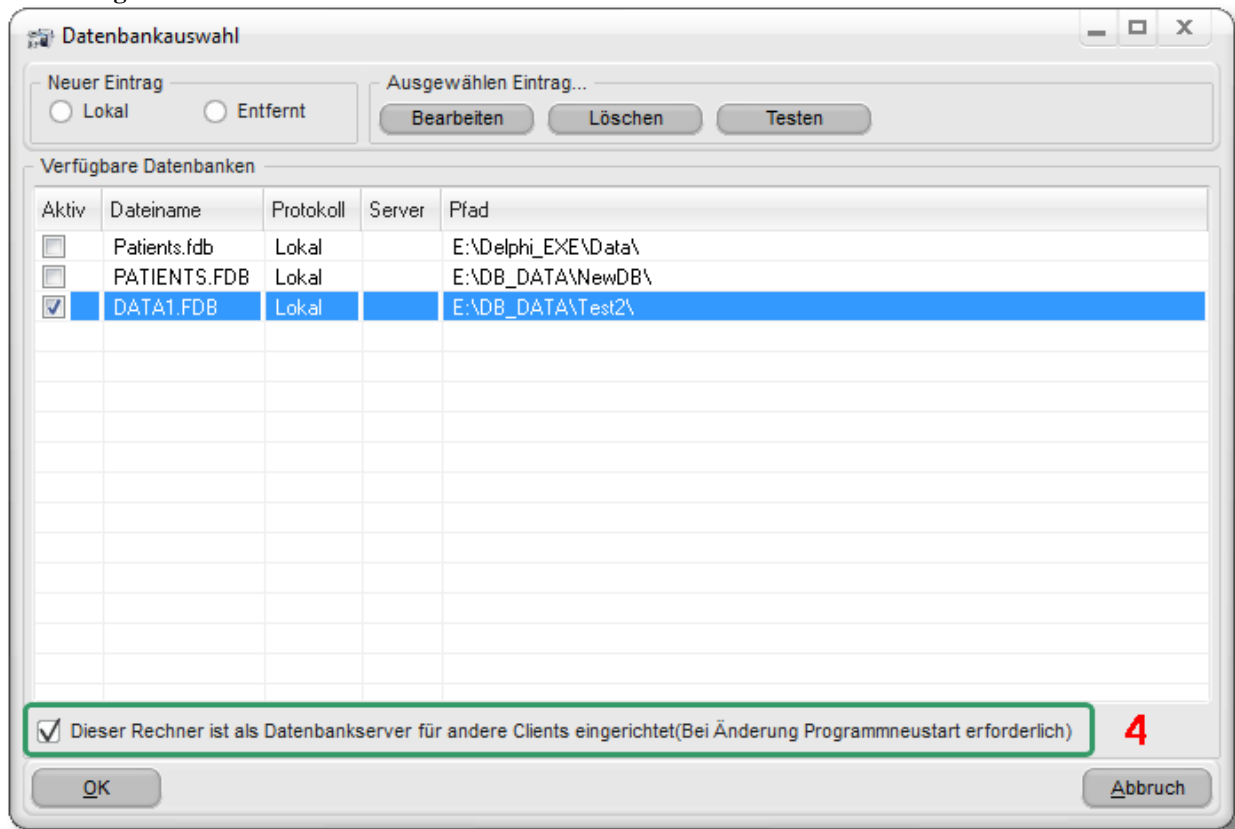 Datenbankauswahl
Neuer Eintrag
Ausgewählen Eintrag...
Lokal Entfernt Bearbeiten Löschen Testen
Verfügbare Datenbanken
Aktiv Dateiname Protokoll Server Pfad
Patients.fdb Lokal E:\Delphi_EXE\Data\
PATIENTS.FDB Lokal E:\DB_DATA\NewDB\
DATA1.FDB Lokal E:\DB_DATA\Test2\
Dieser Rechner ist als Datenbankserver für andere Clients eingerichtet(Bei Änderung Programmneustart erforderlich) 4
OK Abbruch